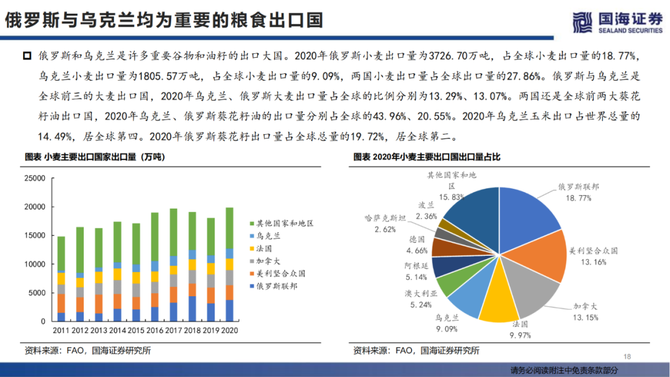 俄罗斯与乌克兰均为重要的粮食出口国
国海证券
SEALAND SECURITIES
俄罗斯和乌克兰是许多重要谷物和油籽的出口大国。2020年俄罗斯小麦出口量为3726.70万吨，占全球小麦出口量的18.77%，
乌克兰小麦出口量为1805.57万吨，占全球小麦出口量的9.09%，两国小麦出口量占全球出口量的27.86%。俄罗斯与乌克兰是
全球前三的大麦出口国，2020年乌克兰、俄罗斯大麦出口量占全球的比例分别为13.29%、13.07%。两国还是全球前两大葵花
籽油出口国，2020年乌克兰、俄罗斯葵花籽油的出口量分别占全球的43.96%、20.55%。2020年乌克兰玉米出口占世界总量的
14.49%，居全球第四。2020年俄罗斯葵花籽出口量占全球总量的19.72%，居全球第二。
图表 小麦主要出口国家出口量（万吨）
25000
20000
15000
10000
5000
0
2011 2012 2013 2014 2015 2016 2017 2018 2019 2020
其他国家和地区
乌克兰
法国
加拿大
美利坚合众国
俄罗斯联邦
资料来源：FAO，国海证券研究所
图表 2020年小麦主要出口国出口量占比
其他国家和地
区
15.83%
波兰
2.36%
哈萨克斯坦
2.62%
德国
4.66%
阿根廷
5.14%
澳大利亚
5.24%
乌克兰
9.09%
法国
9.97%
加拿大
13.15%
美利坚合众国
13.16%
俄罗斯联邦
18.77%
资料来源：FAO，国海证券研究所
18
请务必阅读附注中免责条款部分